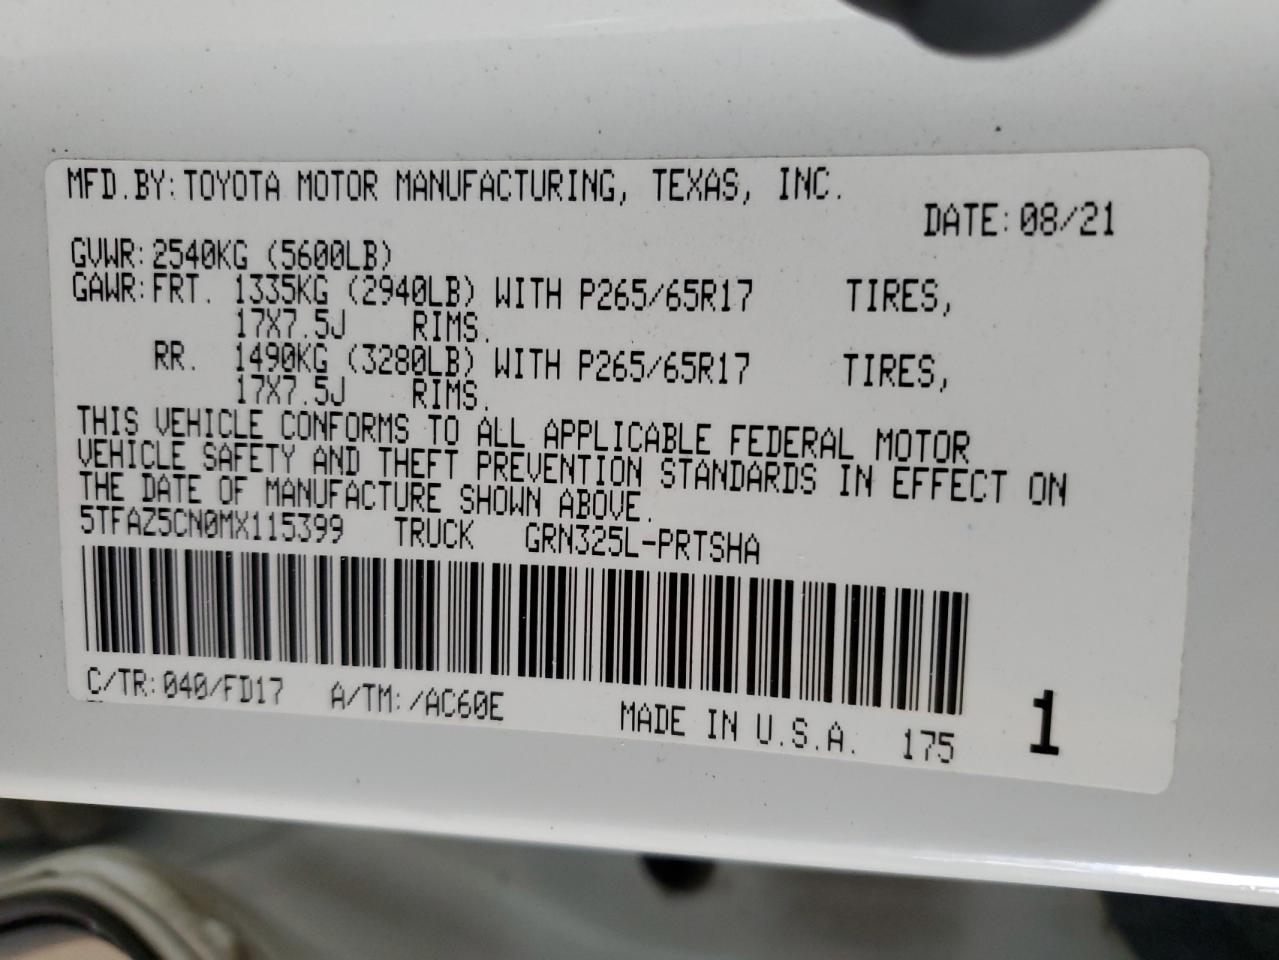 MFD.BY:TOYOTA MOTOR MANUFACTURING, TEXAS, INC.
DATE:08/21
GVWR:2540KG (5600LB)
GAWR:FRT. 1335KG (2940LB) WITH P265/65R17 TIRES,
17X7.5J RIMS.
RR. 1490KG (3280LB) WITH P265/65R17 TIRES,
17X7.5J RIMS.
THIS VEHICLE CONFORMS TO ALL APPLICABLE FEDERAL MOTOR
VEHICLE SAFETY AND THEFT PREVENTION STANDARDS IN EFFECT ON
THE DATE OF MANUFACTURE SHOWN ABOVE.
5TFAZ5CN0MX115399 TRUCK GRN325L-PRTSHA
C/TR:040/FD17 A/TM:/AC60E
MADE IN U.S.A. 175 1